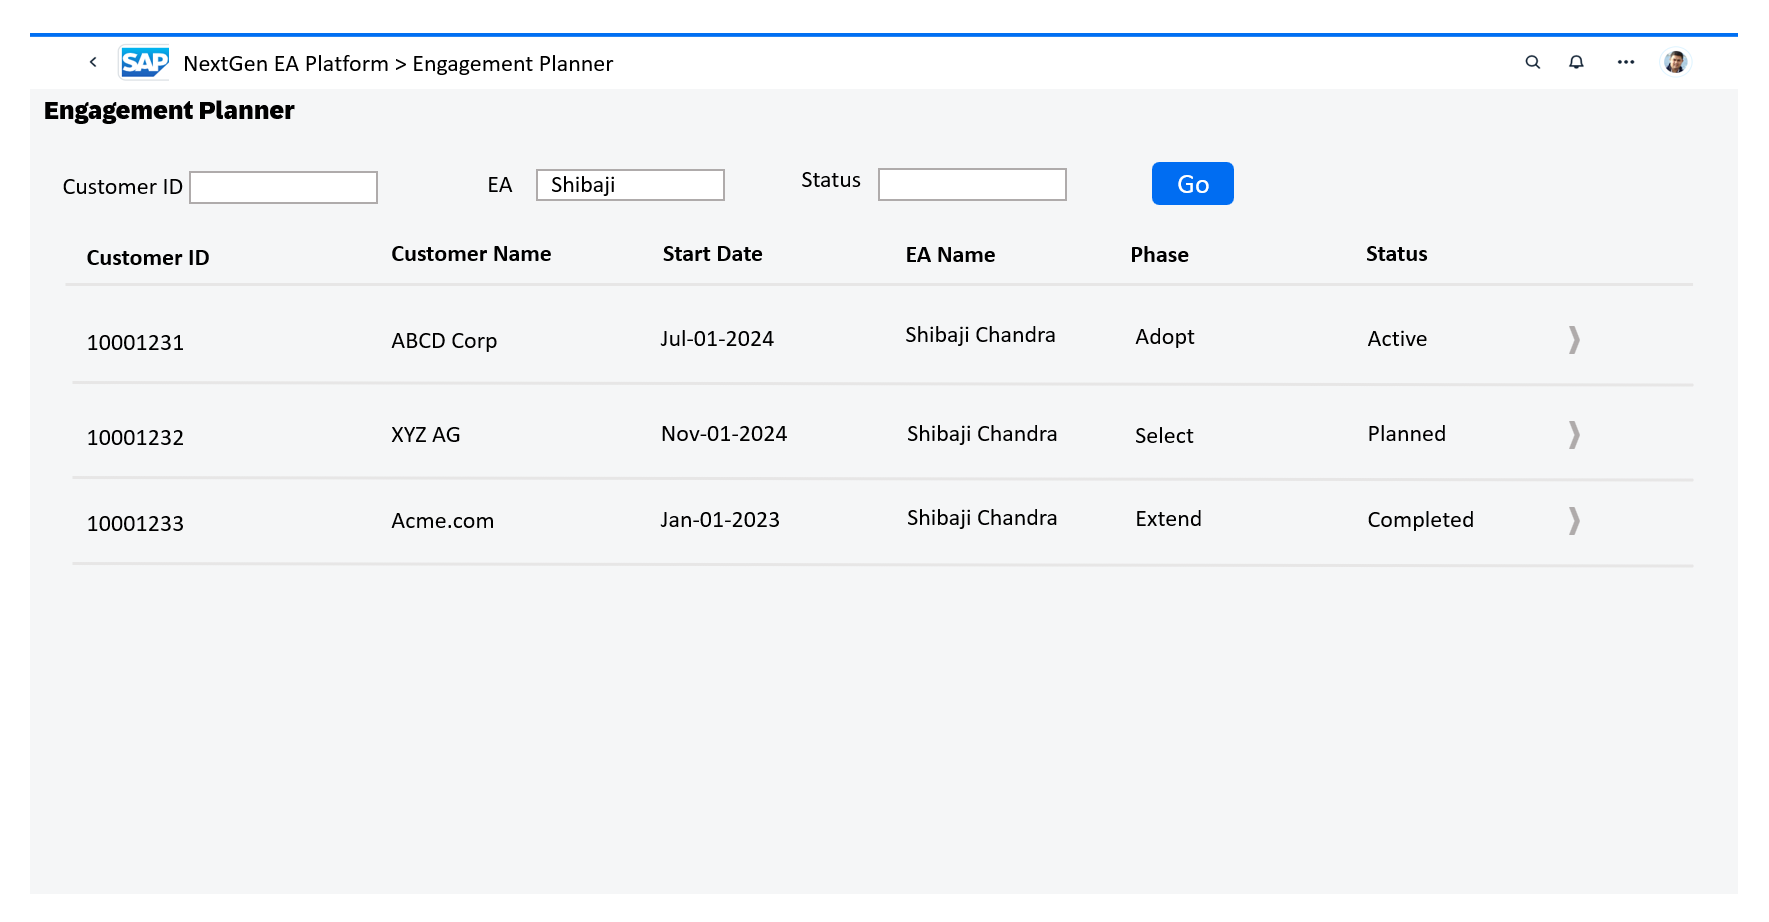 SAP NextGen EA Platform > Engagement Planner
Engagement Planner
Customer ID EA Shibaji Status Go
Customer ID Customer Name Start Date EA Name Phase Status
10001231 ABCD Corp Jul-01-2024 Shibaji Chandra Adopt Active
10001232 XYZ AG Nov-01-2024 Shibaji Chandra Select Planned
10001233 Acme.com Jan-01-2023 Shibaji Chandra Extend Completed